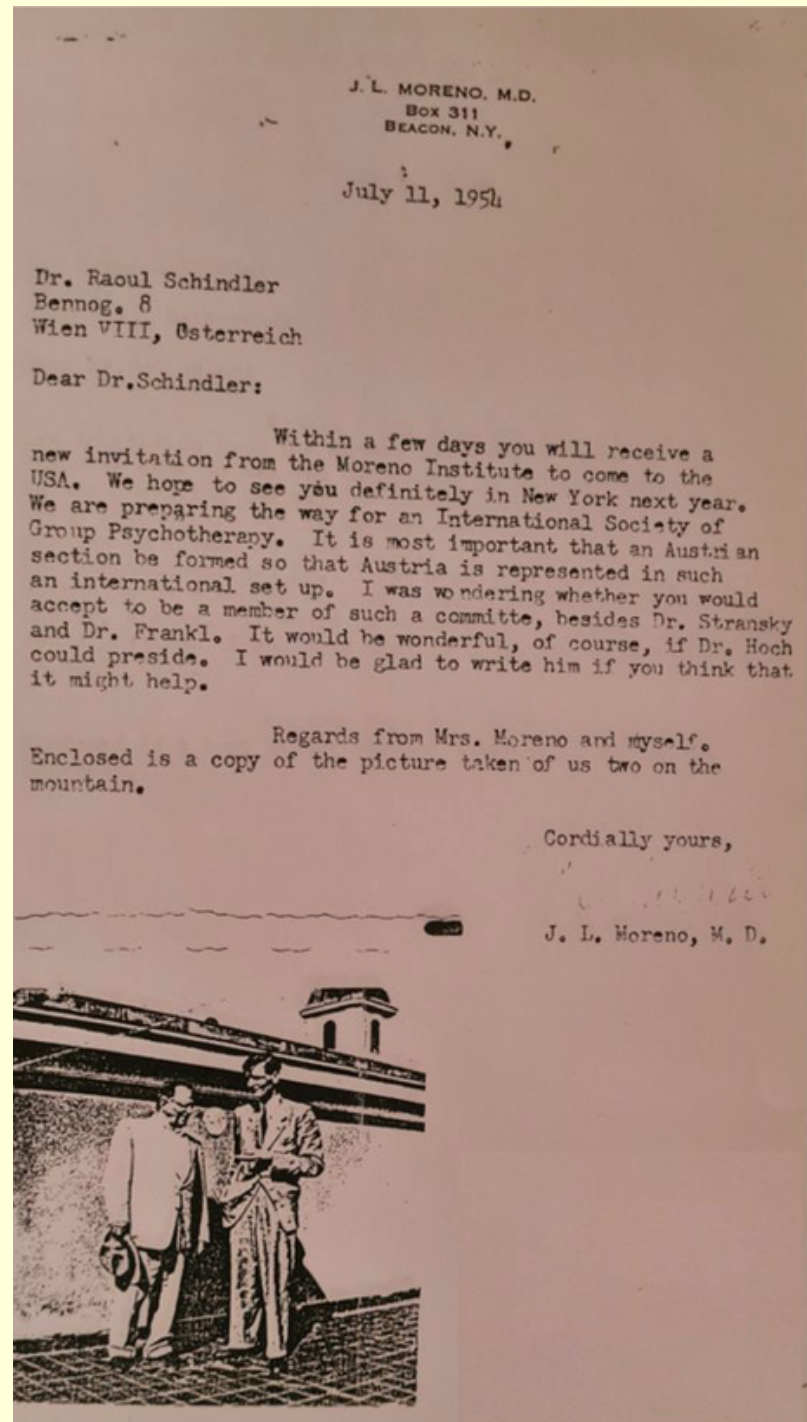 J. L. MORENO, M.D.
BOX 311
BEACON, N.Y.
July 11, 1954
Dr. Raoul Schindler
Bennog. 8
Wien VIII, Osterreich
Dear Dr.Schindler:
Within a few days you will receive a
new invitation from the Moreno Institute to come to the
USA. We hope to see you definitely in New York next year.
We are preparing the way for an International Society of
Group Psychotherapy. It is most important that an Austrian
section be formed so that Austria is represented in such
an international set up. I was wondering whether you would
accept to be a member of such a committe, besides Dr. Stransky
and Dr. Frankl. It would be wonderful, of course, if Dr. Hoch
could preside. I would be glad to write him if you think that
it might help.
Regards from Mrs. Moreno and myself.
Enclosed is a copy of the picture taken of us two on the
mountain.
Cordially yours,
J. L. Moreno, M. D.